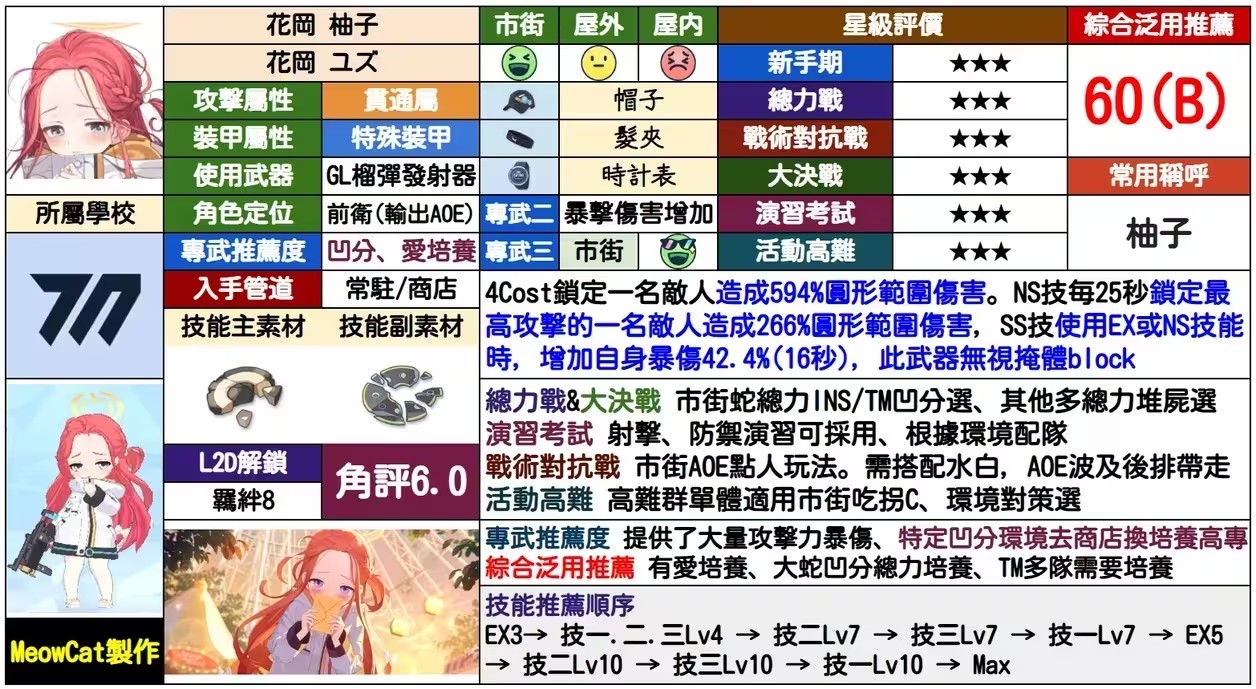 花岡 柚子
花岡 ユズ
攻擊屬性 貫通屬
裝甲屬性 特殊裝甲
使用武器 GL榴彈發射器
所屬學校
角色定位 前衛(輸出AOE)
專武推薦度 凹分、愛培養
入手管道 常駐/商店
技能主素材 技能副素材
L2D解鎖
羈絆8
角評6.0
MeowCat製作
市街 屋外 屋内
帽子
髮夾
時計表
專武二 暴擊傷害增加
專武三 市街
星級評價
新手期 ★★★
總力戰 ★★★
戰術對抗戰 ★★★
大決戰 ★★★
演習考試 ★★★
活動高難 ★★★
綜合泛用推薦
60(B)
常用稱呼
柚子
4Cost鎖定一名敵人造成594%圓形範圍傷害。NS技每25秒鎖定最
高攻擊的一名敵人造成266%圓形範圍傷害, SS技使用EX或NS技能
時, 增加自身暴傷42.4%(16秒), 此武器無視掩體block
總力戰&大決戰 市街蛇總力INS/TM凹分選、其他多總力堆屍選
演習考試 射擊、防禦演習可採用、根據環境配隊
戰術對抗戰 市街AOE點人玩法。需搭配水白, AOE波及後排帶走
活動高難 高難群單體適用市街吃拐C、環境對策選
專武推薦度 提供了大量攻擊力暴傷、特定凹分環境去商店換培養高專
綜合泛用推薦 有愛培養、大蛇凹分總力培養、TM多隊需要培養
技能推薦順序
EX3→ 技一.二.三Lv4 → 技二Lv7 → 技三Lv7 → 技一Lv7 → EX5
→ 技二Lv10 → 技三Lv10 → 技一Lv10 → Max